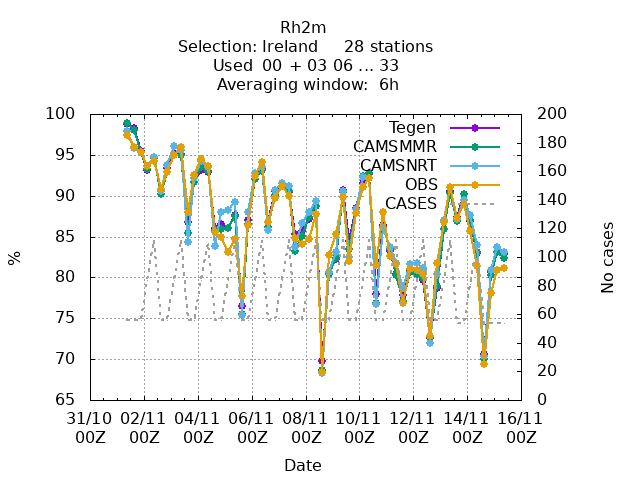 Rh2m
Selection: Ireland 28 stations
Used 00 + 03 06 ... 33
Averaging window: 6h
100
95
90
85
80
75
70
65
%
200
180
160
140
120
100
80
60
40
20
0
No cases
Tegen
CAMSMMR
CAMSNRT
OBS
CASES
31/10 02/11 04/11 06/11 08/11 10/11 12/11 14/11 16/11
00Z 00Z 00Z 00Z 00Z 00Z 00Z 00Z 00Z
Date